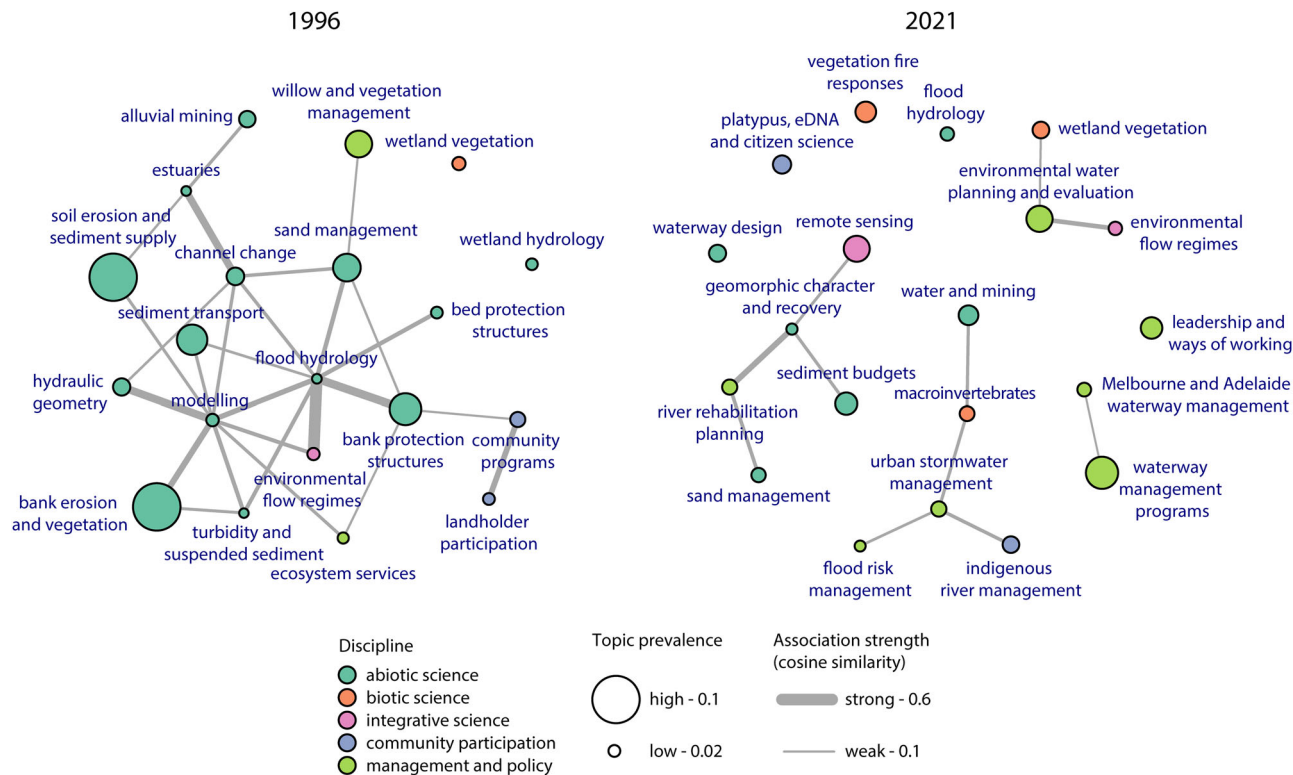 1996
alluvial mining
willow and vegetation
management
wetland vegetation
estuaries
soil erosion and
sediment supply
sand management
channel change
wetland hydrology
sediment transport
bed protection
structures
flood hydrology
hydraulic
geometry
modelling
bank protection
structures
community
programs
environmental
flow regimes
bank erosion
and vegetation
turbidity and
suspended sediment
landholder
participation
ecosystem services
2021
vegetation fire
responses
flood
hydrology
platypus, eDNA
and citizen science
wetland vegetation
environmental water
planning and evaluation
environmental
flow regimes
waterway design
remote sensing
geomorphic character
and recovery
water and mining
leadership and
ways of working
sediment budgets
macroinvertebrates
Melbourne and Adelaide
waterway management
river rehabilitation
planning
urban stormwater
management
waterway
management
programs
sand management
flood risk
management
indigenous
river management
Discipline
abiotic science
biotic science
integrative science
community participation
management and policy
Topic prevalence
high - 0.1
low - 0.02
Association strength
(cosine similarity)
strong - 0.6
weak - 0.1